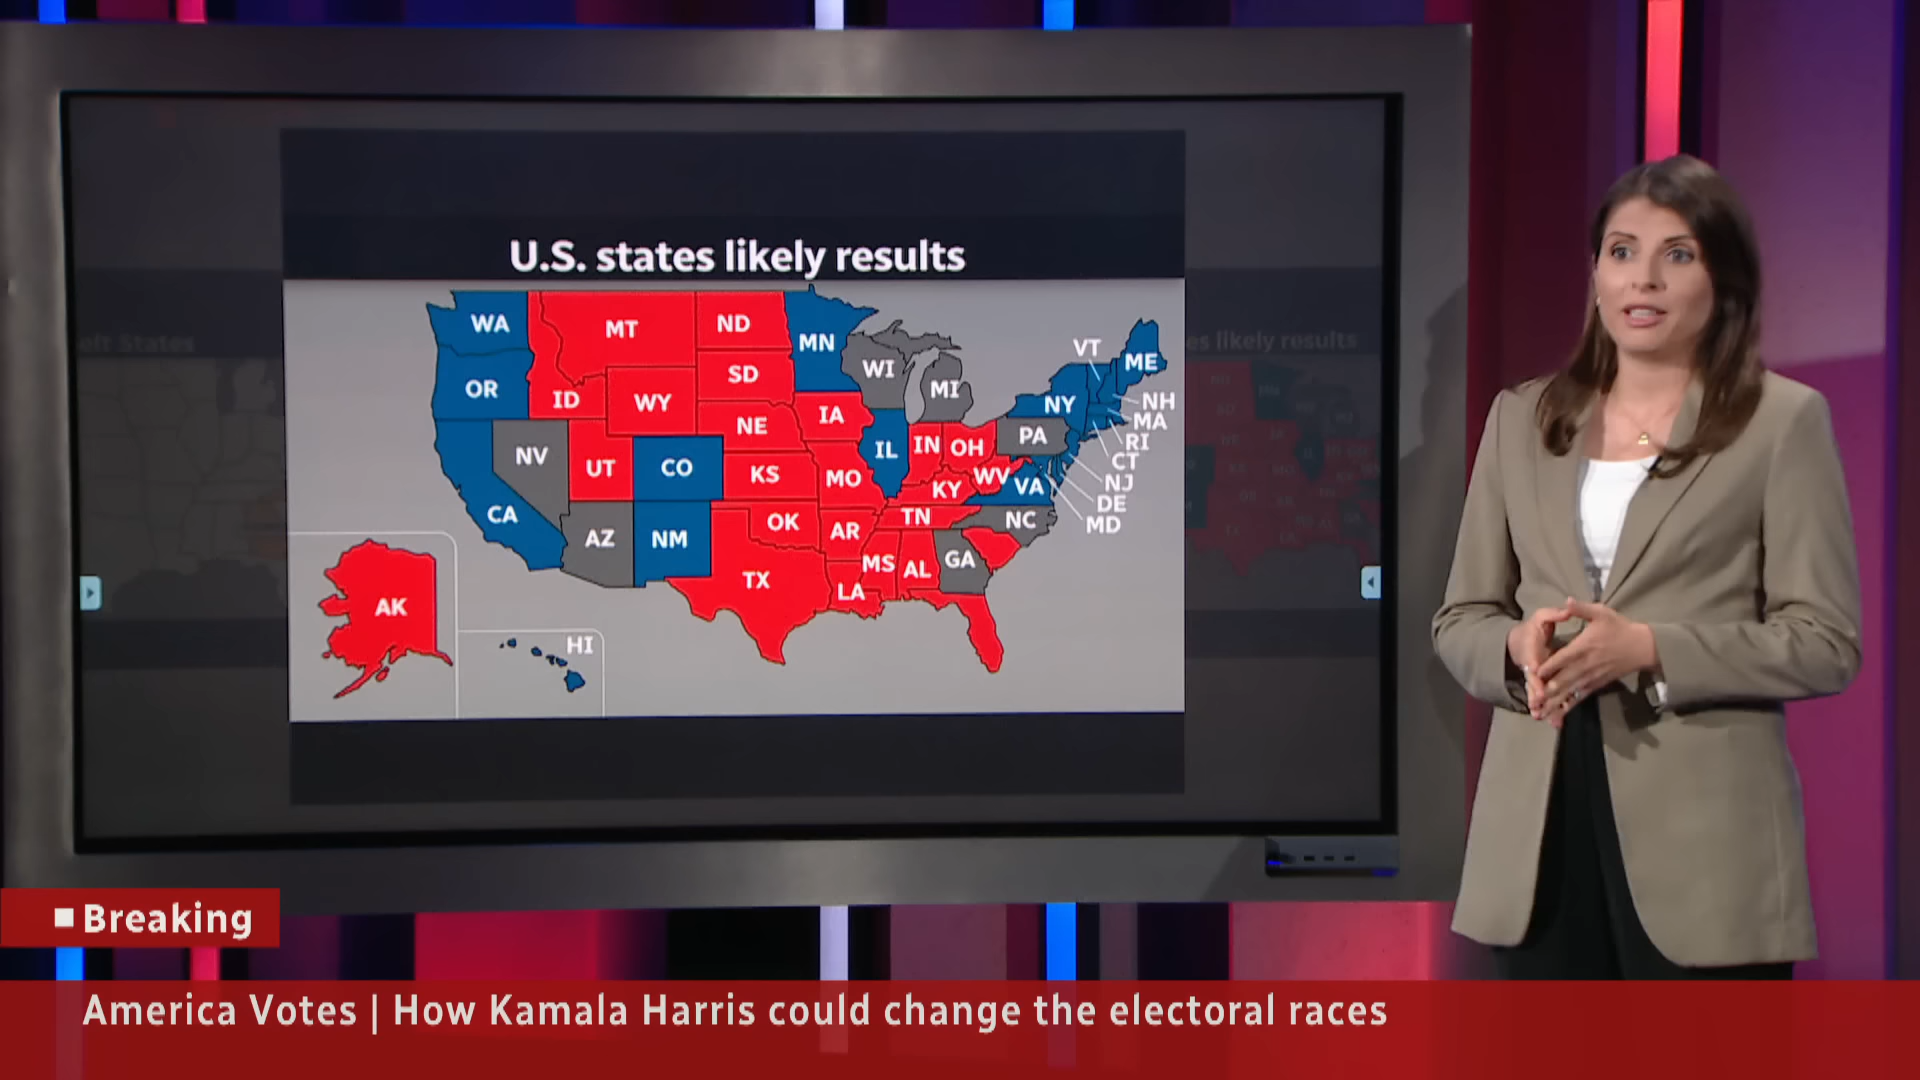 U.S. states likely results
WA
MT
ND
MN
VT
ME
OR
ID
WY
SD
WI
MI
NY
NH
MA
RI
CT
NJ
DE
MD
NV
UT
CO
NE
IA
IL
IN
OH
PA
KS
MO
WV
VA
KY
CA
AZ
NM
OK
AR
TN
NC
TX
MS
AL
GA
LA
AK
HI
es likely results
Breaking
America Votes | How Kamala Harris could change the electoral races